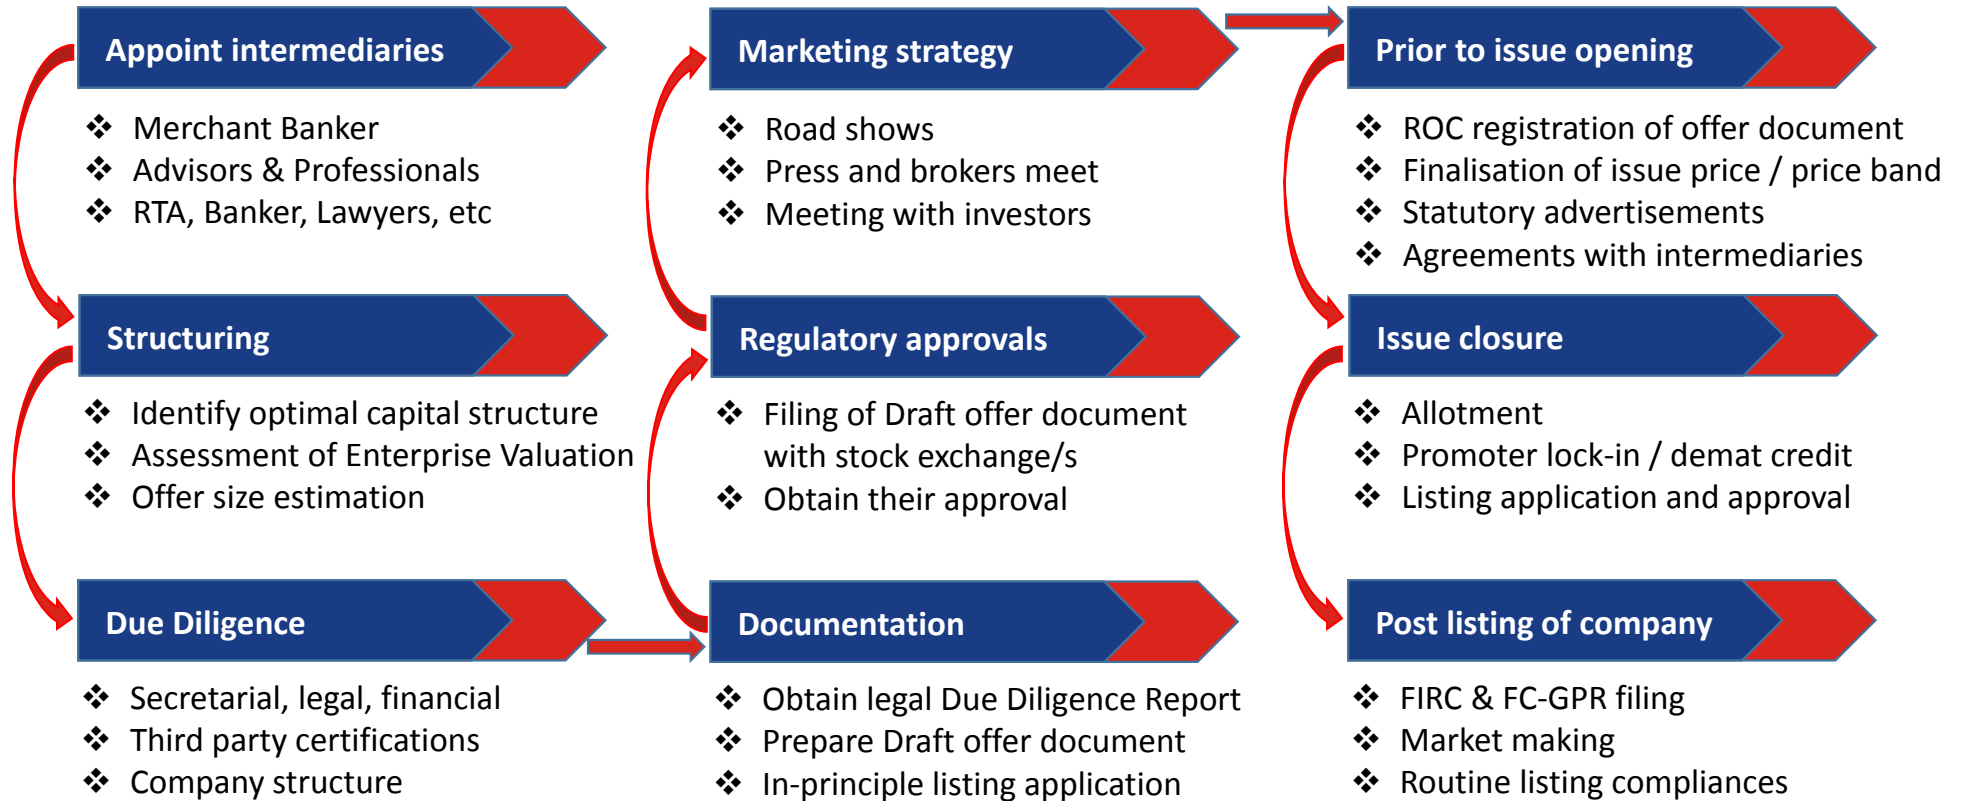 Appoint intermediaries
❖ Merchant Banker
❖ Advisors & Professionals
❖ RTA, Banker, Lawyers, etc
Structuring
❖ Identify optimal capital structure
❖ Assessment of Enterprise Valuation
❖ Offer size estimation
Due Diligence
❖ Secretarial, legal, financial
❖ Third party certifications
❖ Company structure
Documentation
❖ Obtain legal Due Diligence Report
❖ Prepare Draft offer document
❖ In-principle listing application
Regulatory approvals
❖ Filing of Draft offer document
with stock exchange/s
❖ Obtain their approval
Marketing strategy
❖ Road shows
❖ Press and brokers meet
❖ Meeting with investors
Prior to issue opening
❖ ROC registration of offer document
❖ Finalisation of issue price / price band
❖ Statutory advertisements
❖ Agreements with intermediaries
Issue closure
❖ Allotment
❖ Promoter lock-in / demat credit
❖ Listing application and approval
Post listing of company
❖ FIRC & FC-GPR filing
❖ Market making
❖ Routine listing compliances